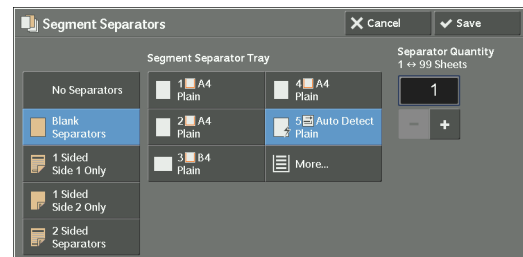 Segment Separators
Cancel
Save
Segment Separator Tray
Separator Quantity
1 ↔ 99 Sheets
No Separators
Blank
Separators
1 Sided
Side 1 Only
1 Sided
Side 2 Only
2 Sided
Separators
1 A4
Plain
2 A4
Plain
3 B4
Plain
4 A4
Plain
5 Auto Detect
Plain
More...
1